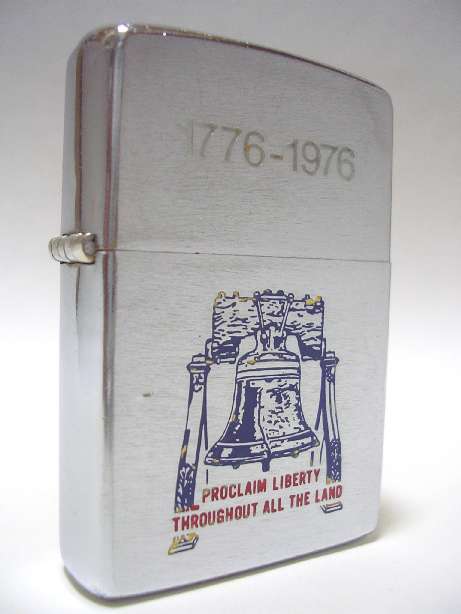 1776-1976
PROCLAIM LIBERTY
THROUGHOUT ALL THE LAND